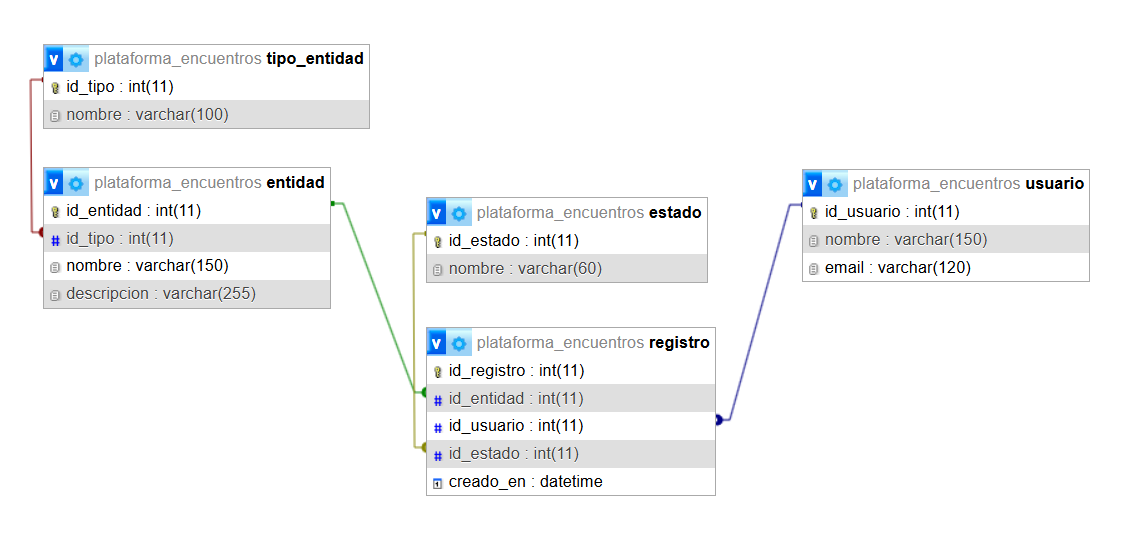 v plataforma_encuentros tipo_entidad
id_tipo : int(11)
nombre : varchar(100)
v plataforma_encuentros entidad
id_entidad : int(11)
# id_tipo : int(11)
nombre : varchar(150)
descripcion : varchar(255)
v plataforma_encuentros estado
id_estado : int(11)
nombre : varchar(60)
v plataforma_encuentros registro
id_registro : int(11)
# id_entidad : int(11)
# id_usuario : int(11)
# id_estado : int(11)
creado_en : datetime
v plataforma_encuentros usuario
id_usuario : int(11)
nombre : varchar(150)
email : varchar(120)